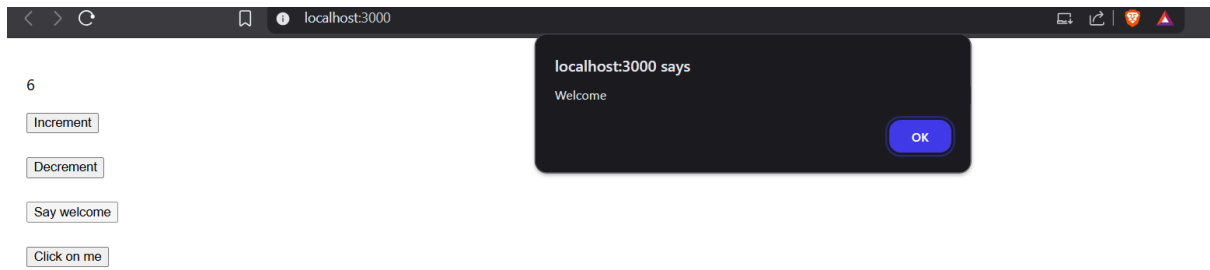 localhost:3000
localhost:3000 says
Welcome
OK
6
Increment
Decrement
Say welcome
Click on me